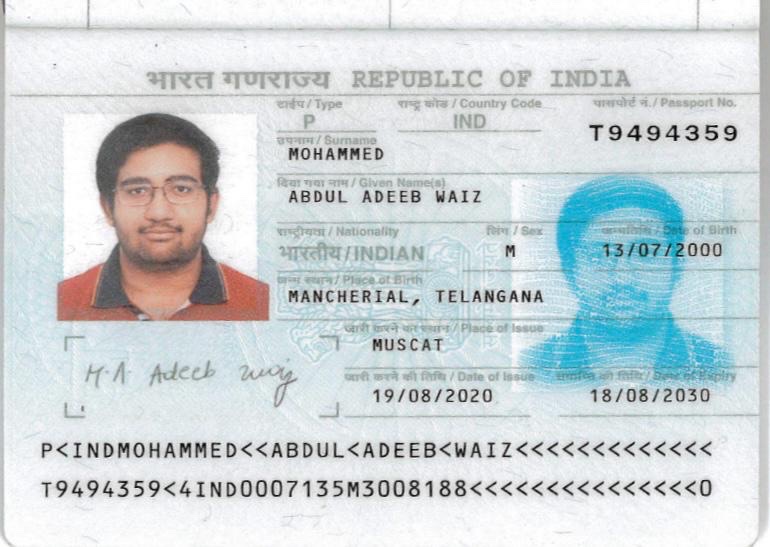 भारत गणराज्य REPUBLIC OF INDIA
टाईप / Type राष्ट्र कोड / Country Code पासपोर्ट नं. / Passport No.
P IND T9494359
उपनाम / Surname
MOHAMMED
दिया गया नाम / Given Name(s)
ABDUL ADEEB WAIZ
राष्ट्रीयता / Nationality लिंग / Sex जन्मतिथि / Date of Birth
भारतीय / INDIAN M 13/07/2000
जन्म स्थान / Place of Birth
MANCHERIAL, TELANGANA
जारी करने का स्थान / Place of Issue
MUSCAT
जारी करने की तिथि / Date of Issue समाप्ति की तिथि / Date of Expiry
19/08/2020 18/08/2030
M.A Adeeb Waiz
P<INDMOHAMMED<<ABDUL<ADEEB<WAIZ<<<<<<<<<<<<<
T9494359<4IND0007135M3008188<<<<<<<<<<<<<<<0